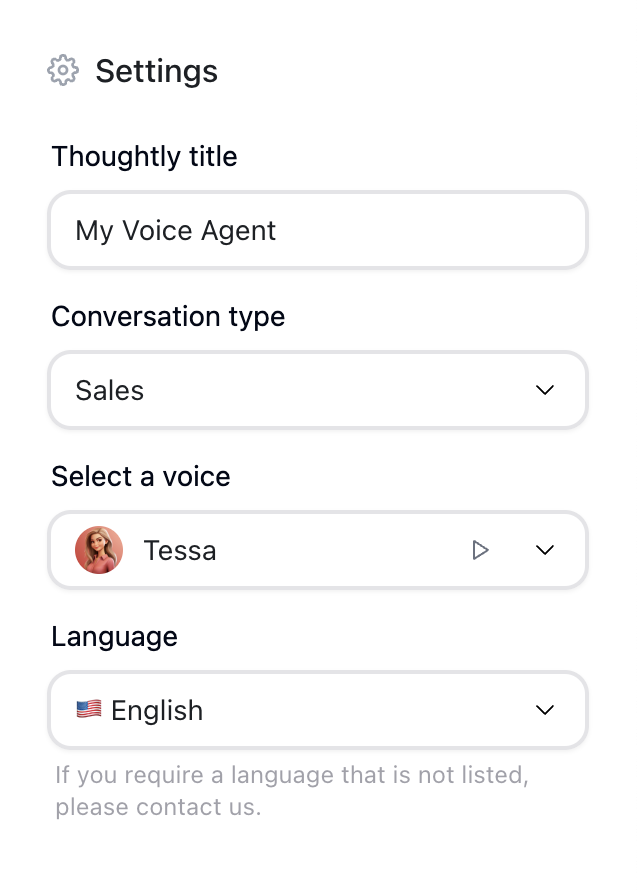 Settings
Thoughtly title
My Voice Agent
Conversation type
Sales
Select a voice
Tessa
Language
English
If you require a language that is not listed,
please contact us.